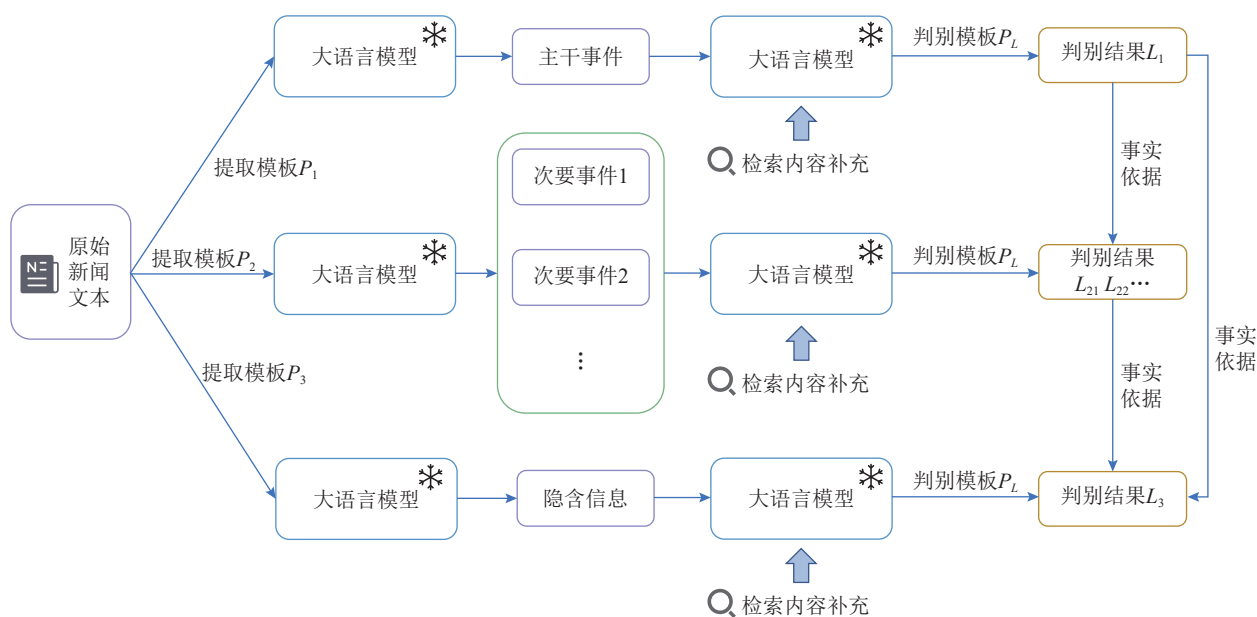 大语言模型
主干事件
大语言模型
判别模板P_L
判别结果L_1
检索内容补充
事实
依据
提取模板P_1
次要事件1
NE
原始
新闻
文本
提取模板P_2
大语言模型
次要事件2
大语言模型
判别模板P_L
判别结果
L_21 L_22…
⋮
检索内容补充
事实
依据
事实
依据
提取模板P_3
大语言模型
隐含信息
大语言模型
判别模板P_L
判别结果L_3
检索内容补充